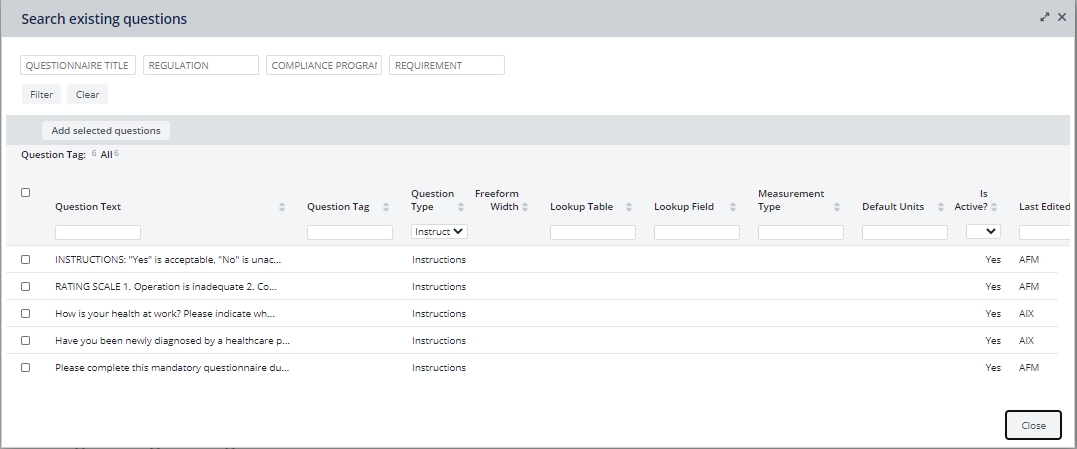 Search existing questions
QUESTIONNAIRE TITLE REGULATION COMPLIANCE PROGRAM REQUIREMENT
Filter Clear
Add selected questions
Question Tag: 6 All 6
Question Text Question Tag Question Type Freeform Width Lookup Table Lookup Field Measurement Type Default Units Is Active? Last Edited
Instruct
INSTRUCTIONS: "Yes" is acceptable, "No" is unac... Instructions Yes AFM
RATING SCALE 1. Operation is inadequate 2. Co... Instructions Yes AFM
How is your health at work? Please indicate wh... Instructions Yes AIX
Have you been newly diagnosed by a healthcare p... Instructions Yes AIX
Please complete this mandatory questionnaire du... Instructions Yes AFM
Close